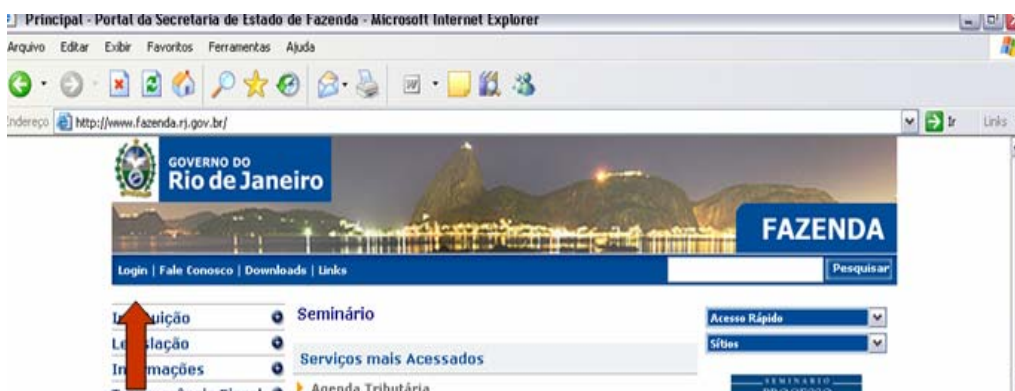 Principal - Portal da Secretaria de Estado de Fazenda - Microsoft Internet Explorer
Arquivo Editar Exibir Favoritos Ferramentas Ajuda
http://www.fazenda.rj.gov.br/ Ir Links
GOVERNO DO
Rio de Janeiro
FAZENDA
Login | Fale Conosco | Downloads | Links Pesquisar
Seminário
Acesso Rápido
Sítios
Serviços mais Acessados
Agenda Tributária
SEMINÁRIO